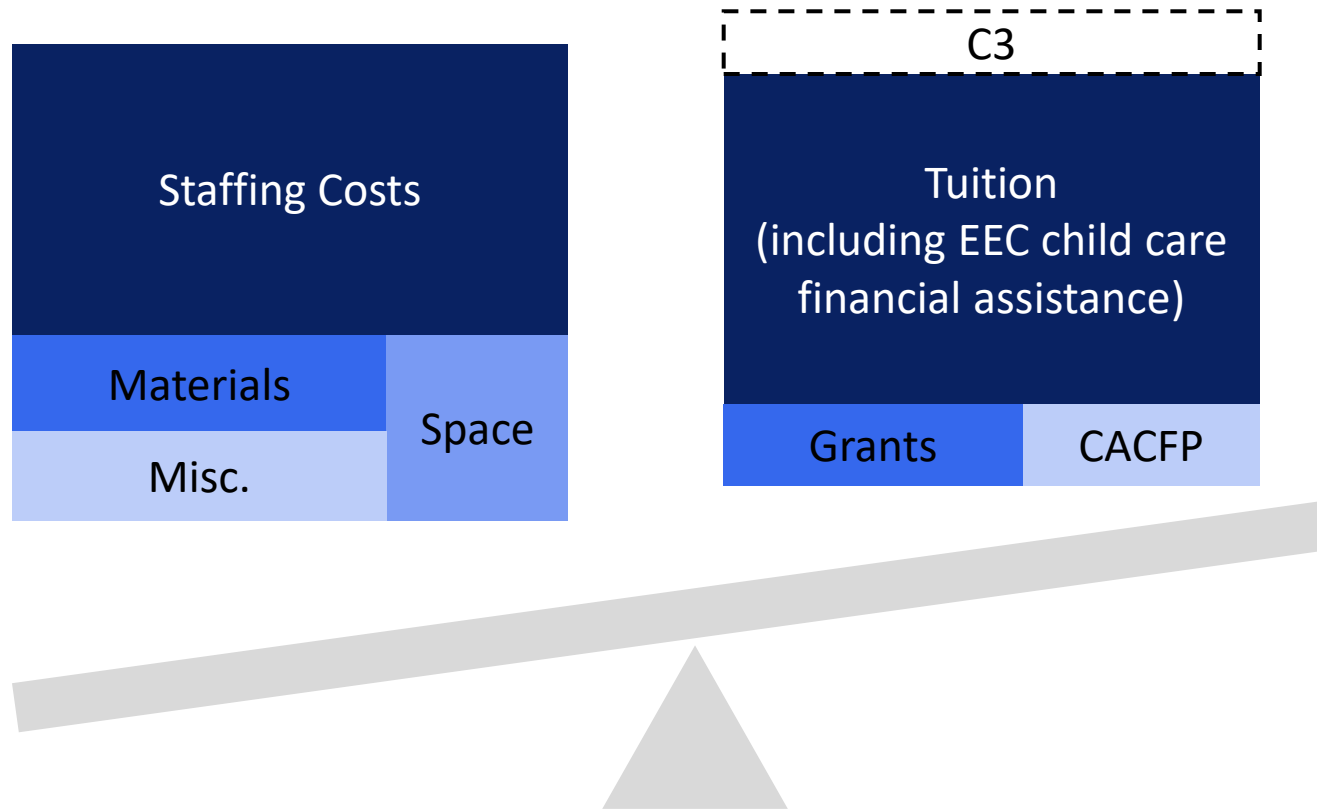 Staffing Costs
Materials
Misc.
Space
C3
Tuition
(including EEC child care
financial assistance)
Grants
CACFP